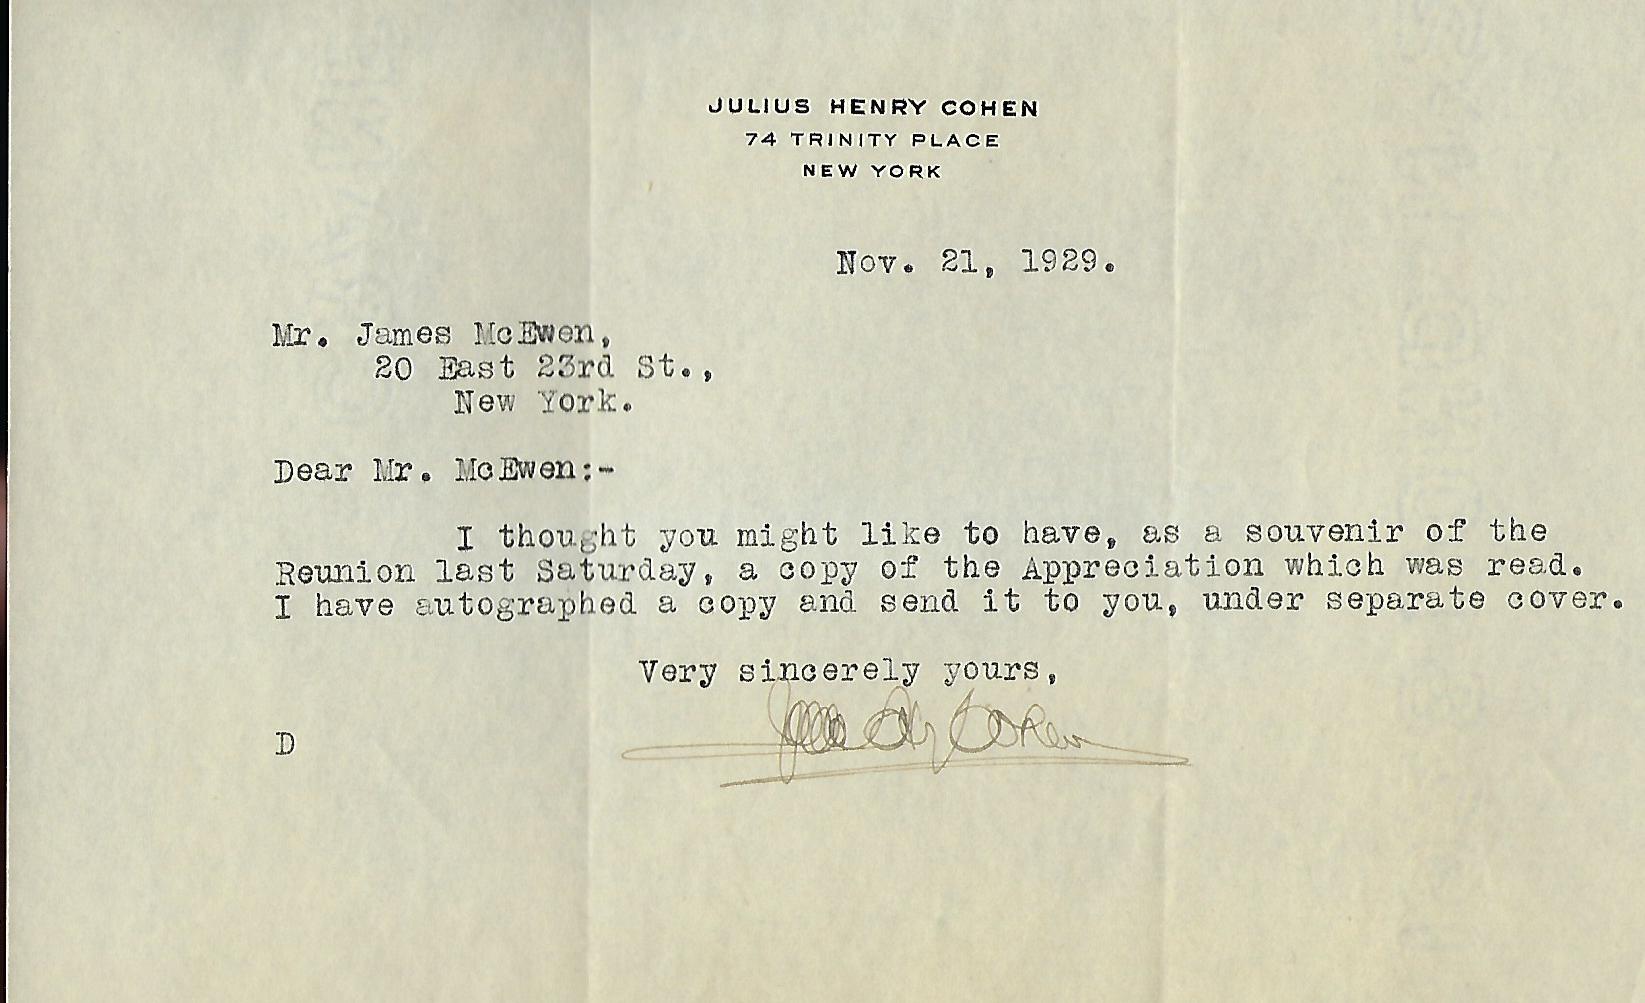 JULIUS HENRY COHEN
74 TRINITY PLACE
NEW YORK
Nov. 21, 1929.
Mr. James McEwen,
20 East 23rd St.,
New York.
Dear Mr. McEwen:-
I thought you might like to have, as a souvenir of the
Reunion last Saturday, a copy of the Appreciation which was read.
I have autographed a copy and send it to you, under separate cover.
Very sincerely yours,
Julius Henry Cohen
D